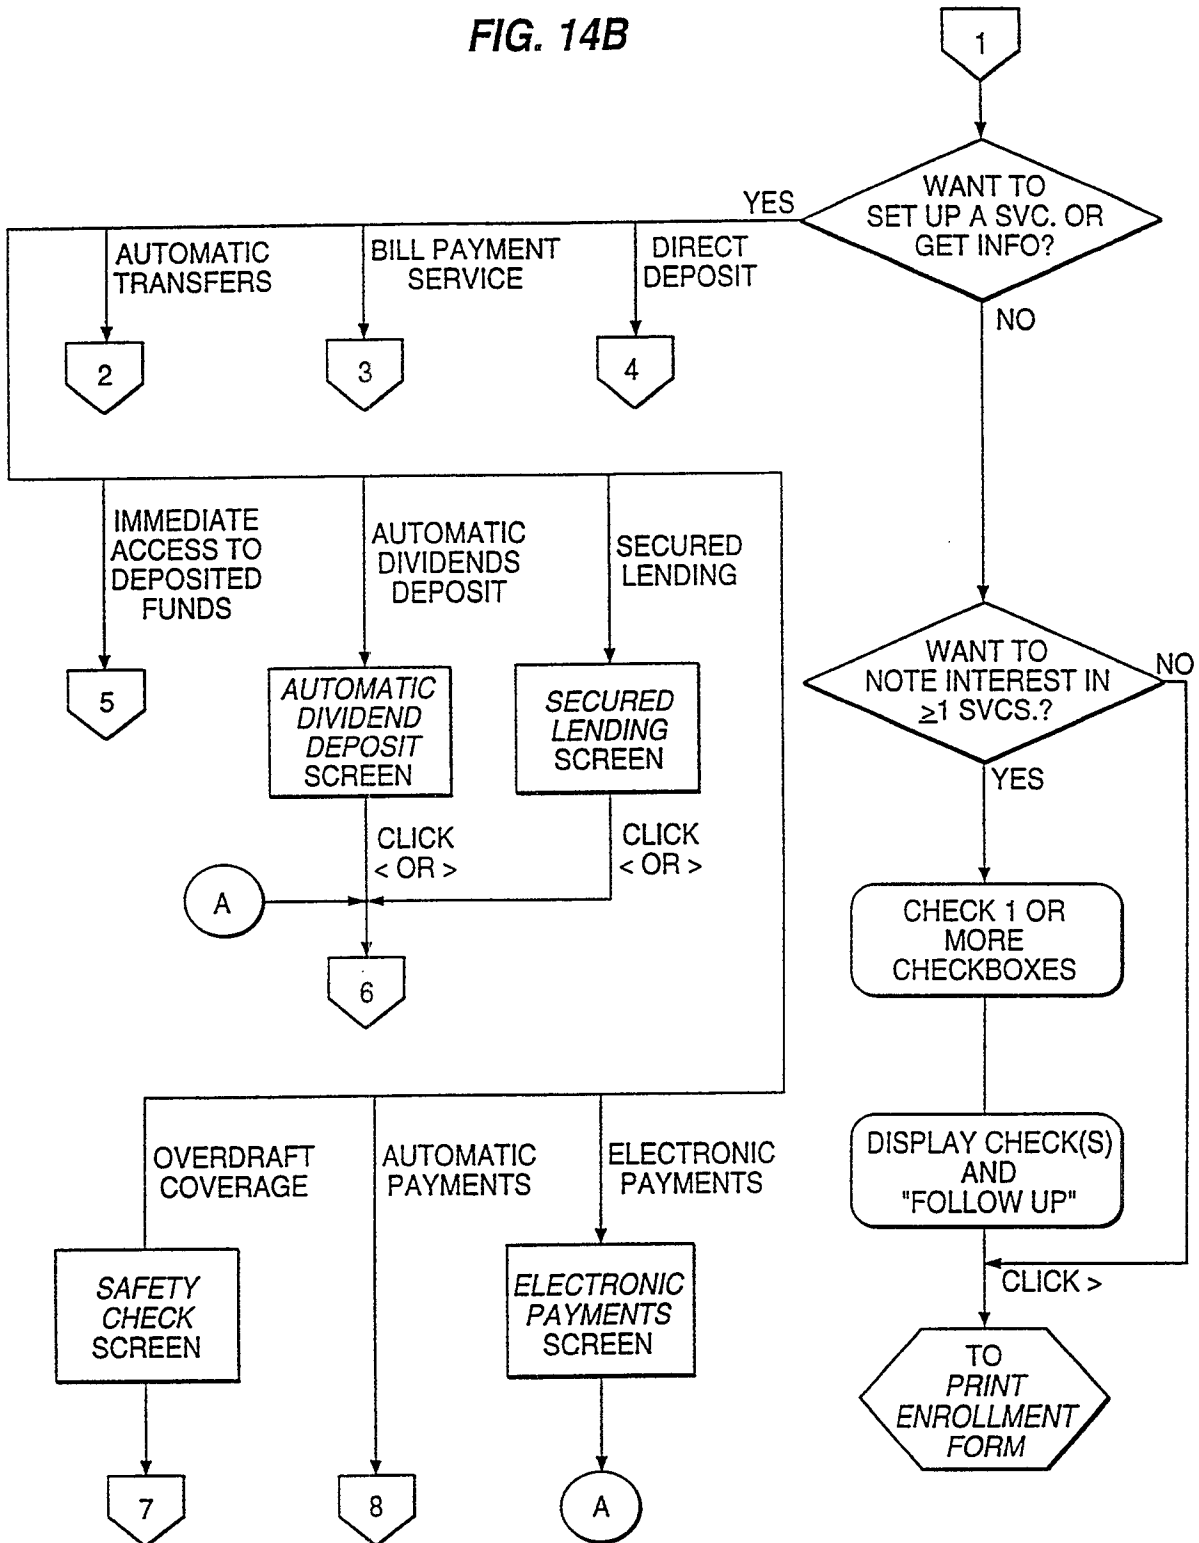 FIG. 14B
1
WANT TO
SET UP A SVC. OR
GET INFO?
YES
NO
AUTOMATIC
TRANSFERS
BILL PAYMENT
SERVICE
DIRECT
DEPOSIT
2
3
4
IMMEDIATE
ACCESS TO
DEPOSITED
FUNDS
AUTOMATIC
DIVIDENDS
DEPOSIT
SECURED
LENDING
5
AUTOMATIC
DIVIDEND
DEPOSIT
SCREEN
SECURED
LENDING
SCREEN
CLICK
< OR >
CLICK
< OR >
A
6
WANT TO
NOTE INTEREST IN
≥1 SVCS.?
NO
YES
CHECK 1 OR
MORE
CHECKBOXES
DISPLAY CHECK(S)
AND
"FOLLOW UP"
CLICK >
TO
PRINT
ENROLLMENT
FORM
OVERDRAFT
COVERAGE
AUTOMATIC
PAYMENTS
ELECTRONIC
PAYMENTS
SAFETY
CHECK
SCREEN
ELECTRONIC
PAYMENTS
SCREEN
7
8
A